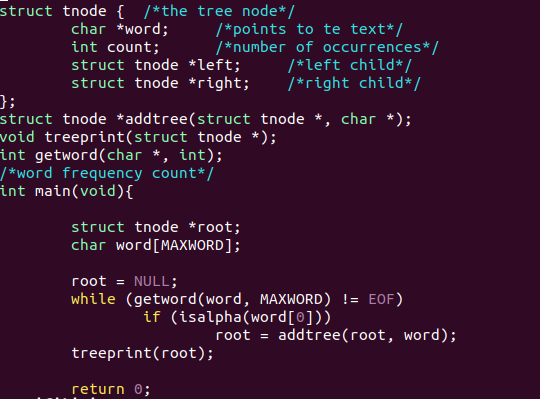 struct tnode {  /*the tree node*/
        char *word;     /*points to te text*/
        int count;      /*number of occurrences*/
        struct tnode *left;     /*left child*/
        struct tnode *right;    /*right child*/
};
struct tnode *addtree(struct tnode *, char *);
void treeprint(struct tnode *);
int getword(char *, int);
/*word frequency count*/
int main(void){
        struct tnode *root;
        char word[MAXWORD];
        root = NULL;
        while (getword(word, MAXWORD) != EOF)
                if (isalpha(word[0]))
                        root = addtree(root, word);
        treeprint(root);
        return 0;